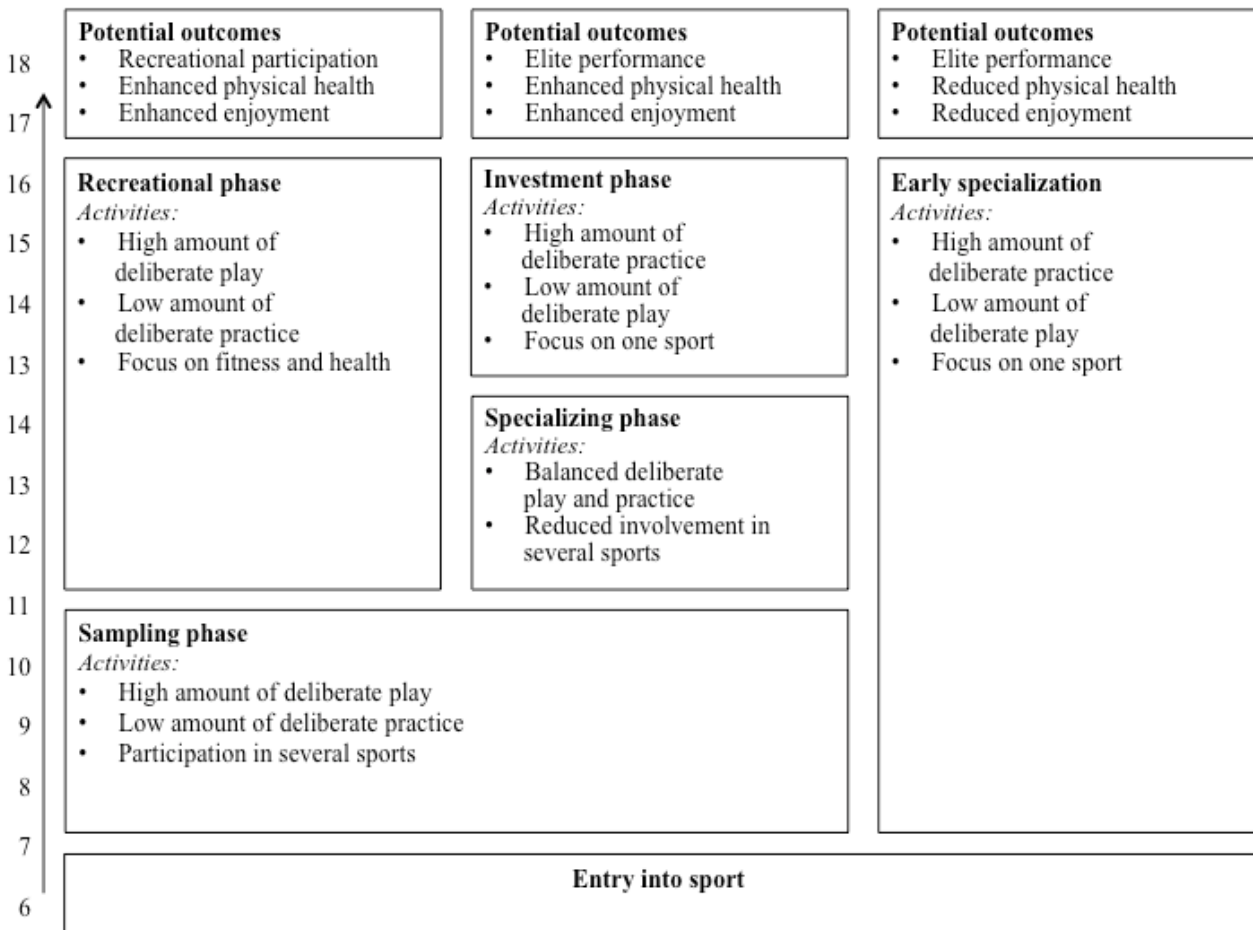 18
17
16
15
14
13
13
14
13
12
11
10
9
8
7
6
Potential outcomes
• Recreational participation
• Enhanced physical health
• Enhanced enjoyment
Potential outcomes
• Elite performance
• Enhanced physical health
• Enhanced enjoyment
Potential outcomes
• Elite performance
• Reduced physical health
• Reduced enjoyment
Recreational phase
Activities:
• High amount of
deliberate play
• Low amount of
deliberate practice
• Focus on fitness and health
Investment phase
Activities:
• High amount of
deliberate practice
• Low amount of
deliberate play
• Focus on one sport
Early specialization
Activities:
• High amount of
deliberate practice
• Low amount of
deliberate play
• Focus on one sport
Specializing phase
Activities:
• Balanced deliberate
play and practice
• Reduced involvement in
several sports
Sampling phase
Activities:
• High amount of deliberate play
• Low amount of deliberate practice
• Participation in several sports
Entry into sport